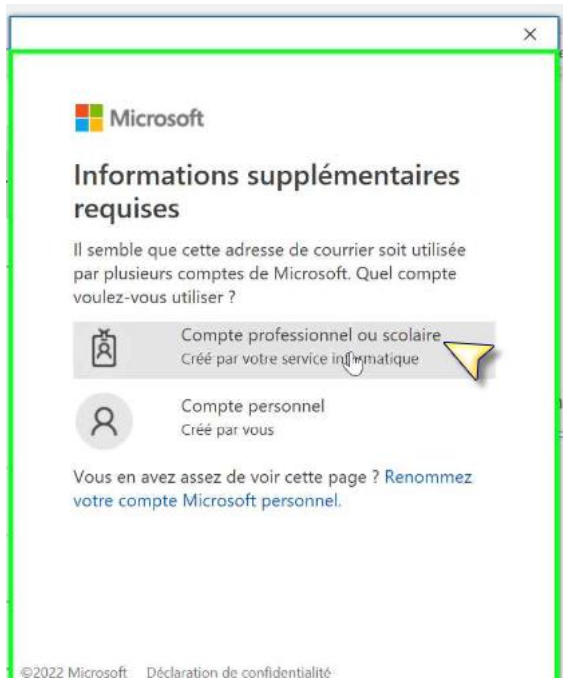 Microsoft
Informations supplémentaires
requises
Il semble que cette adresse de courrier soit utilisée
par plusieurs comptes de Microsoft. Quel compte
voulez-vous utiliser ?
Compte professionnel ou scolaire
Créé par votre service informatique
Compte personnel
Créé par vous
Vous en avez assez de voir cette page ? Renommez
votre compte Microsoft personnel.
©2022 Microsoft Déclaration de confidentialité